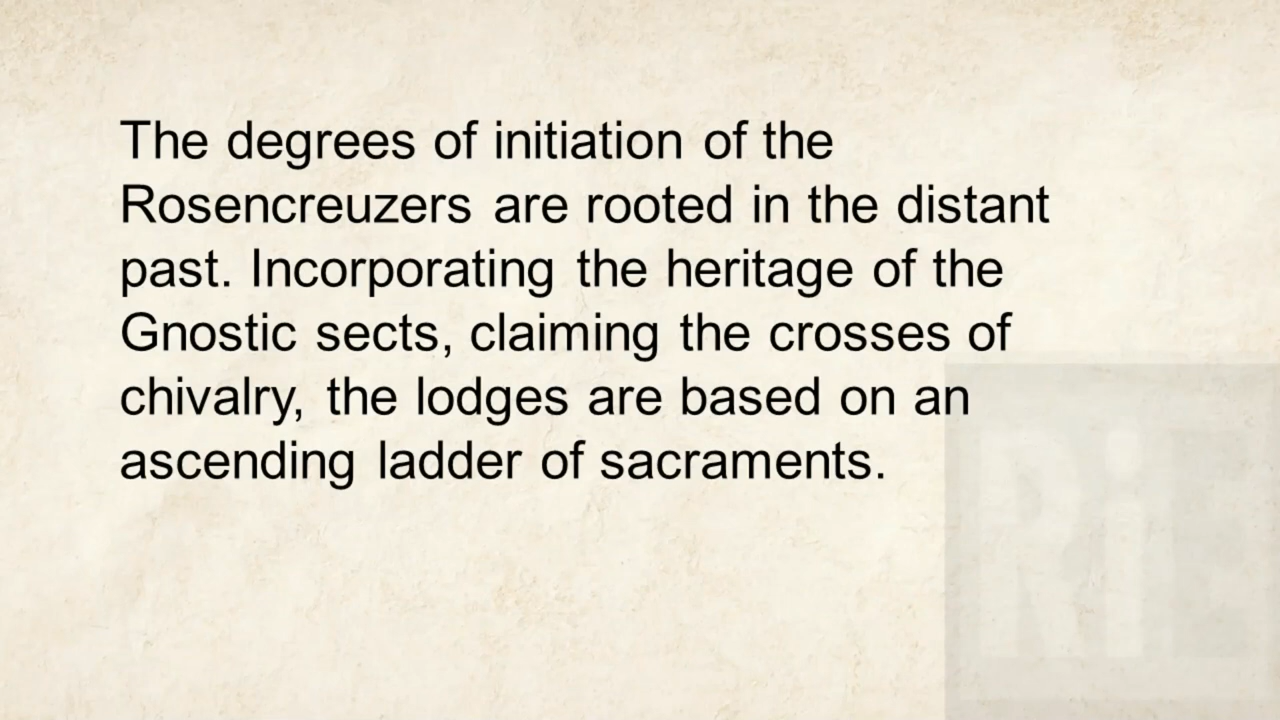 The degrees of initiation of the
Rosencreuzers are rooted in the distant
past. Incorporating the heritage of the
Gnostic sects, claiming the crosses of
chivalry, the lodges are based on an
ascending ladder of sacraments.